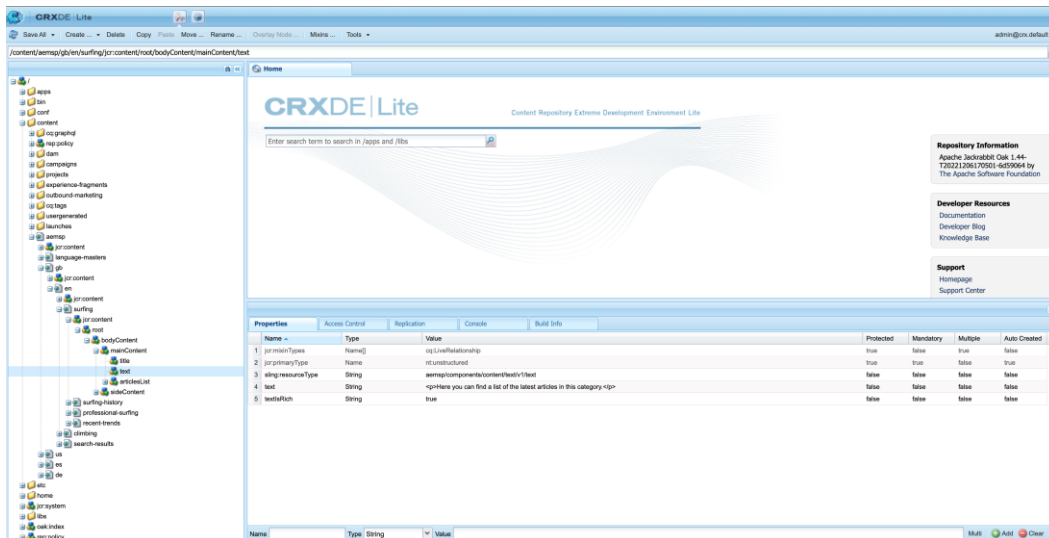 CRXDE Lite
Save All Create ... Delete Copy Paste Move ... Rename ... Overlay Node ... Mixins ... Tools admin@crx.default
/content/aemsp/gb/en/surfing/jcr:content/root/bodyContent/mainContent/text
Home
/
apps
bin
conf
content
cq:graphql
rep:policy
dam
campaigns
projects
experience-fragments
outbound-marketing
cq:tags
usergenerated
launches
aemsp
jcr:content
language-masters
gb
jcr:content
en
jcr:content
surfing
jcr:content
root
bodyContent
mainContent
title
text
articlesList
sideContent
surfing-history
professional-surfing
recent-trends
climbing
search-results
us
es
de
etc
home
jcr:system
libs
oak:index
rep:policy
CRXDE Lite
Content Repository Extreme Development Environment Lite
Enter search term to search in /apps and /libs
Repository Information
Apache Jackrabbit Oak 1.44-
T20221206170501-6d59064 by
The Apache Software Foundation
Developer Resources
Documentation
Developer Blog
Knowledge Base
Support
Homepage
Support Center
Properties Access Control Replication Console Build Info
Name Type Value Protected Mandatory Multiple Auto Created
1 jcr:mixinTypes Name[] cq:LiveRelationship true false true false
2 jcr:primaryType Name nt:unstructured true true false true
3 sling:resourceType String aemsp/components/content/text/v1/text false false false false
4 text String <p>Here you can find a list of the latest articles in this category.</p> false false false false
5 textIsRich String true false false false false
Name Type String Value Multi Add Clear